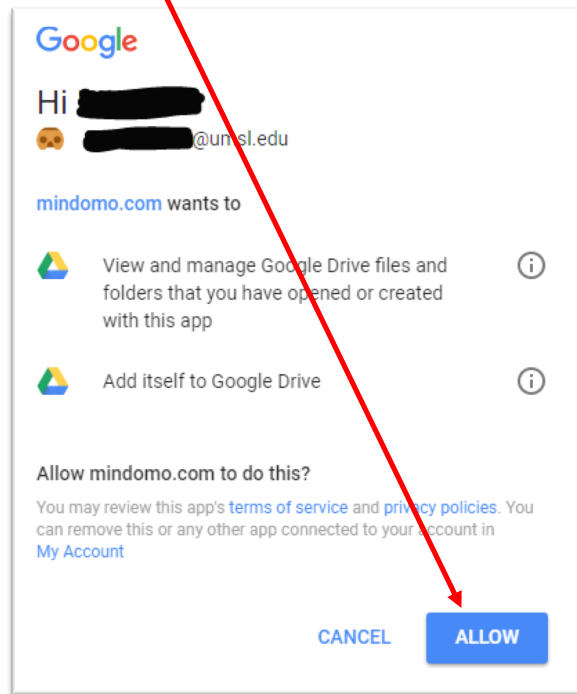 Google
Hi
@umsl.edu
mindomo.com wants to
View and manage Google Drive files and
folders that you have opened or created
with this app
Add itself to Google Drive
Allow mindomo.com to do this?
You may review this app's terms of service and privacy policies. You
can remove this or any other app connected to your account in
My Account
CANCEL ALLOW